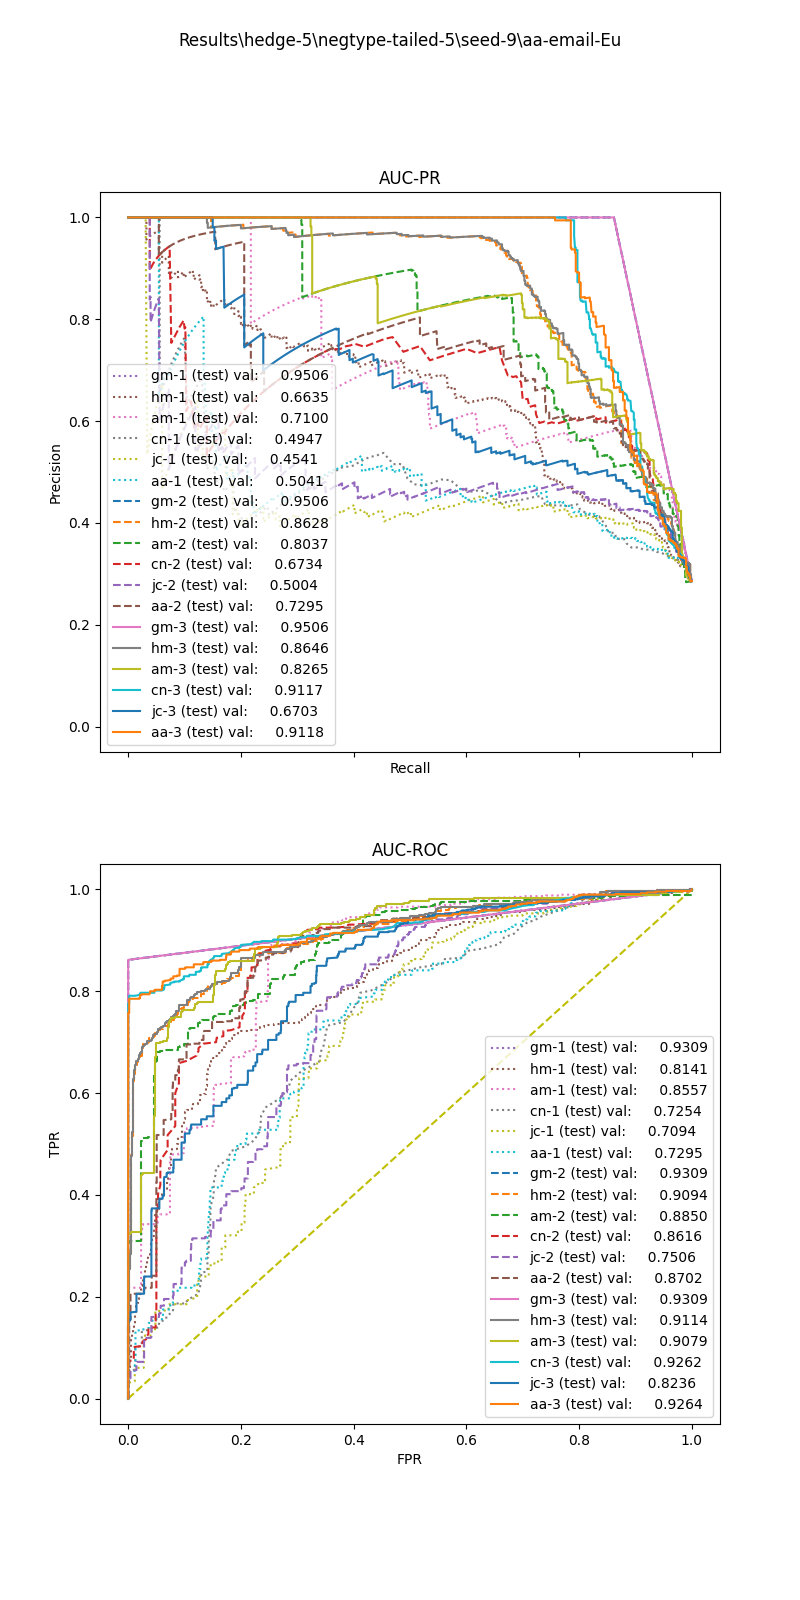 Results\hedge-5\negtype-tailed-5\seed-9\aa-email-Eu
AUC-PR
1.0
0.8
0.6
0.4
0.2
0.0
Precision
gm-1 (test) val: 0.9506
hm-1 (test) val: 0.6635
am-1 (test) val: 0.7100
cn-1 (test) val: 0.4947
jc-1 (test) val: 0.4541
aa-1 (test) val: 0.5041
gm-2 (test) val: 0.9506
hm-2 (test) val: 0.8628
am-2 (test) val: 0.8037
cn-2 (test) val: 0.6734
jc-2 (test) val: 0.5004
aa-2 (test) val: 0.7295
gm-3 (test) val: 0.9506
hm-3 (test) val: 0.8646
am-3 (test) val: 0.8265
cn-3 (test) val: 0.9117
jc-3 (test) val: 0.6703
aa-3 (test) val: 0.9118
Recall
AUC-ROC
1.0
0.8
0.6
0.4
0.2
0.0
TPR
gm-1 (test) val: 0.9309
hm-1 (test) val: 0.8141
am-1 (test) val: 0.8557
cn-1 (test) val: 0.7254
jc-1 (test) val: 0.7094
aa-1 (test) val: 0.7295
gm-2 (test) val: 0.9309
hm-2 (test) val: 0.9094
am-2 (test) val: 0.8850
cn-2 (test) val: 0.8616
jc-2 (test) val: 0.7506
aa-2 (test) val: 0.8702
gm-3 (test) val: 0.9309
hm-3 (test) val: 0.9114
am-3 (test) val: 0.9079
cn-3 (test) val: 0.9262
jc-3 (test) val: 0.8236
aa-3 (test) val: 0.9264
0.0 0.2 0.4 0.6 0.8 1.0
FPR